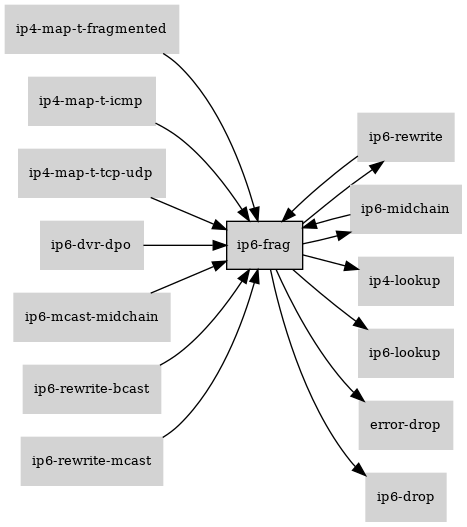 ip4-map-t-fragmented
ip4-map-t-icmp
ip4-map-t-tcp-udp
ip6-dvr-dpo
ip6-mcast-midchain
ip6-rewrite-bcast
ip6-rewrite-mcast
ip6-frag
ip6-rewrite
ip6-midchain
ip4-lookup
ip6-lookup
error-drop
ip6-drop